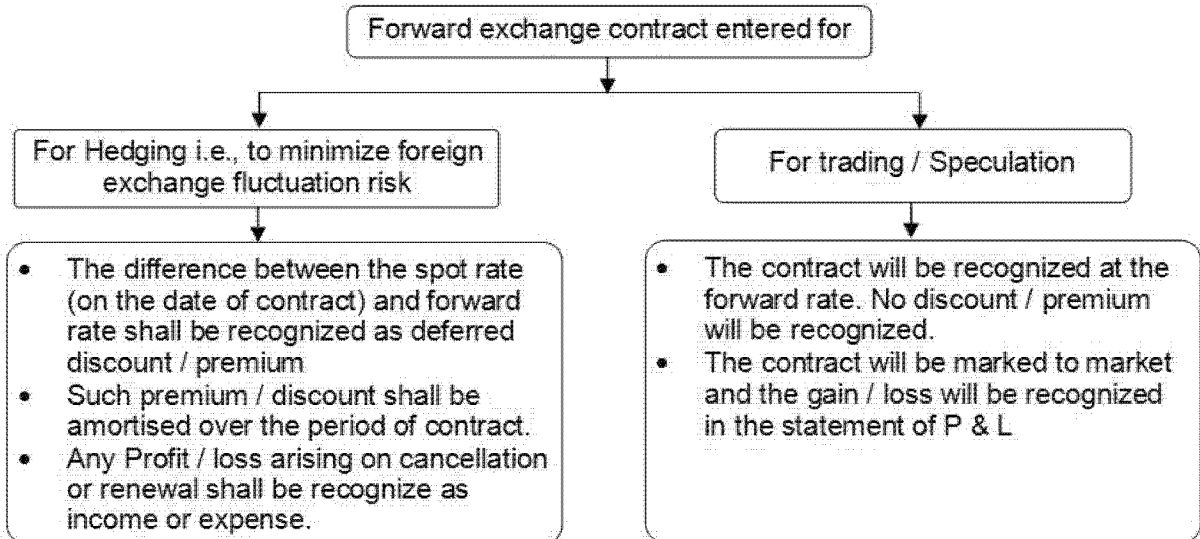 Forward exchange contract entered for
For Hedging i.e., to minimize foreign
exchange fluctuation risk
• The difference between the spot rate
(on the date of contract) and forward
rate shall be recognized as deferred
discount / premium
• Such premium / discount shall be
amortised over the period of contract.
• Any Profit / loss arising on cancellation
or renewal shall be recognize as
income or expense.
For trading / Speculation
• The contract will be recognized at the
forward rate. No discount / premium
will be recognized.
• The contract will be marked to market
and the gain / loss will be recognized
in the statement of P & L